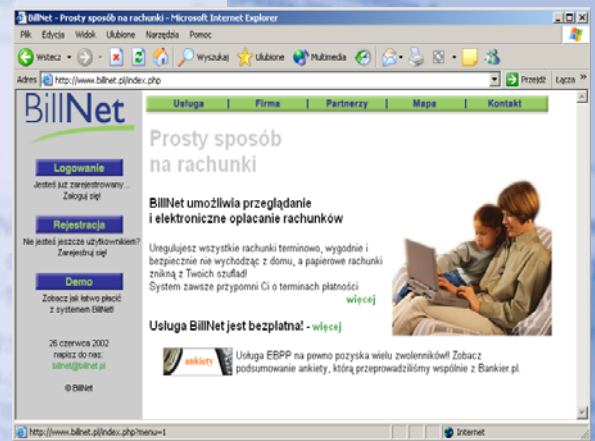 BillNet - Prosty sposób na rachunki - Microsoft Internet Explorer
Plik Edycja Widok Ulubione Narzędzia Pomoc
Wstecz Wyszukaj Ulubione Multimedia
Adres http://www.billnet.pl/index.php Przejdź Łącza »
BillNet
Usługa | Firma | Partnerzy | Mapa | Kontakt
Prosty sposób
na rachunki
Logowanie
Jesteś już zarejestrowany...
Zaloguj się!
Rejestracja
Nie jesteś jeszcze użytkownikiem?
Zarejestruj się!
Demo
Zobacz jak łatwo płacić
z systemem BillNet!
26 czerwca 2002
napisz do nas:
billnet@billnet.pl
© BillNet
BillNet umożliwia przeglądanie
i elektroniczne opłacanie rachunków
Uregulujesz wszystkie rachunki terminowo, wygodnie i
bezpiecznie nie wychodząc z domu, a papierowe rachunki
znikną z Twoich szuflad!
System zawsze przypomni Ci o terminach płatności
więcej
Usługa BillNet jest bezpłatna! - więcej
ankiety
Usługa EBPP na pewno pozyska wielu zwolenników!! Zobacz
podsumowanie ankiety, którą przeprowadziliśmy wspólnie z Bankier.pl.
http://www.billnet.pl/index.php?menu=1 Internet